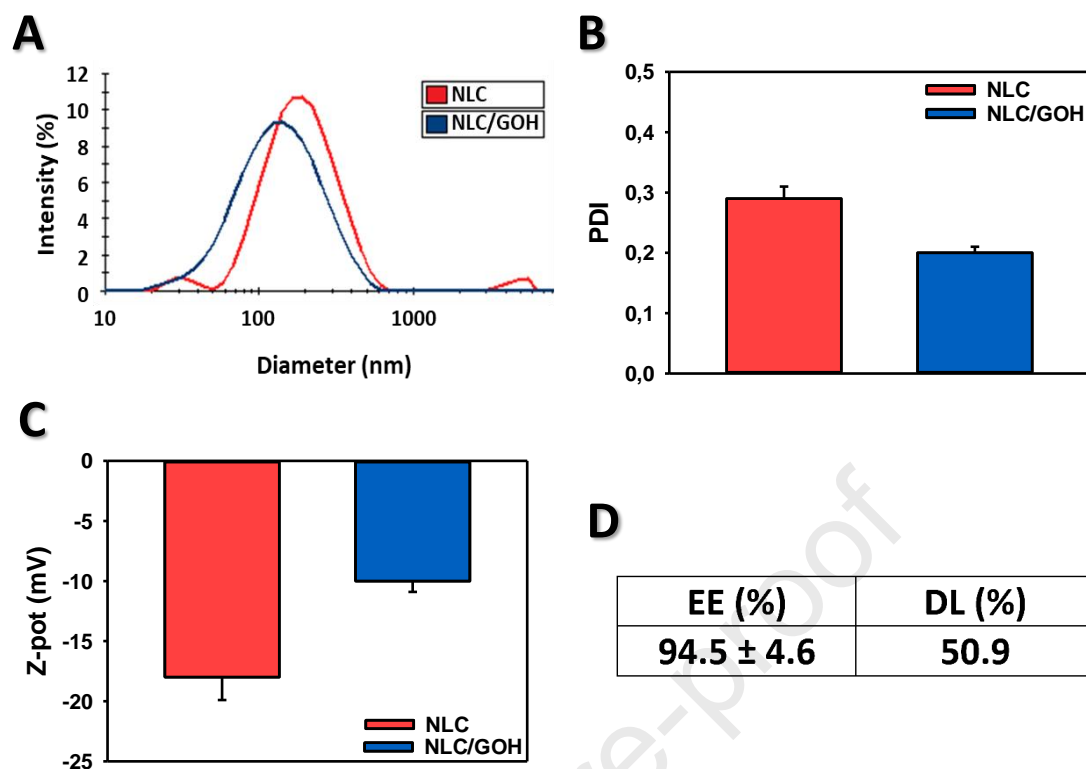 A
12
10
8
6
4
2
0
Intensity (%)
NLC
NLC/GOH
10
100
1000
Diameter (nm)
B
0,5
0,4
0,3
0,2
0,1
0,0
PDI
NLC
NLC/GOH
C
0
-5
-10
-15
-20
-25
Z-pot (mV)
NLC
NLC/GOH
D
EE (%) DL (%)
94.5 ± 4.6 50.9
re-proof